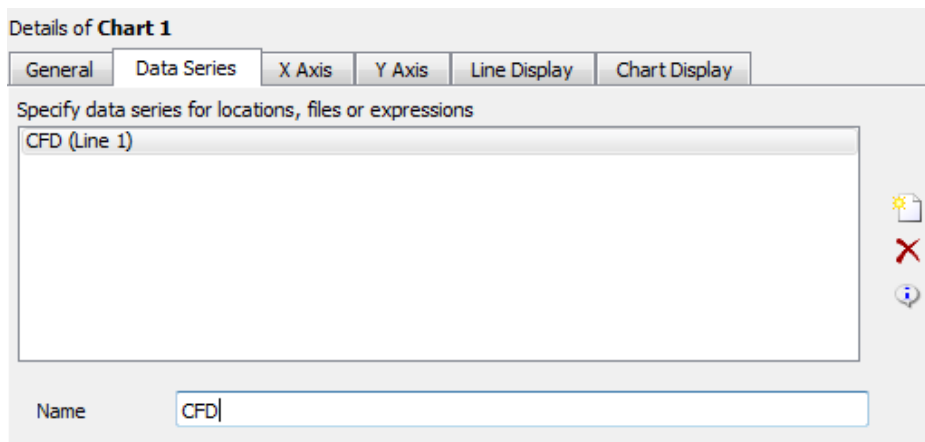 Details of Chart 1
General Data Series X Axis Y Axis Line Display Chart Display
Specify data series for locations, files or expressions
CFD (Line 1)
Name CFD